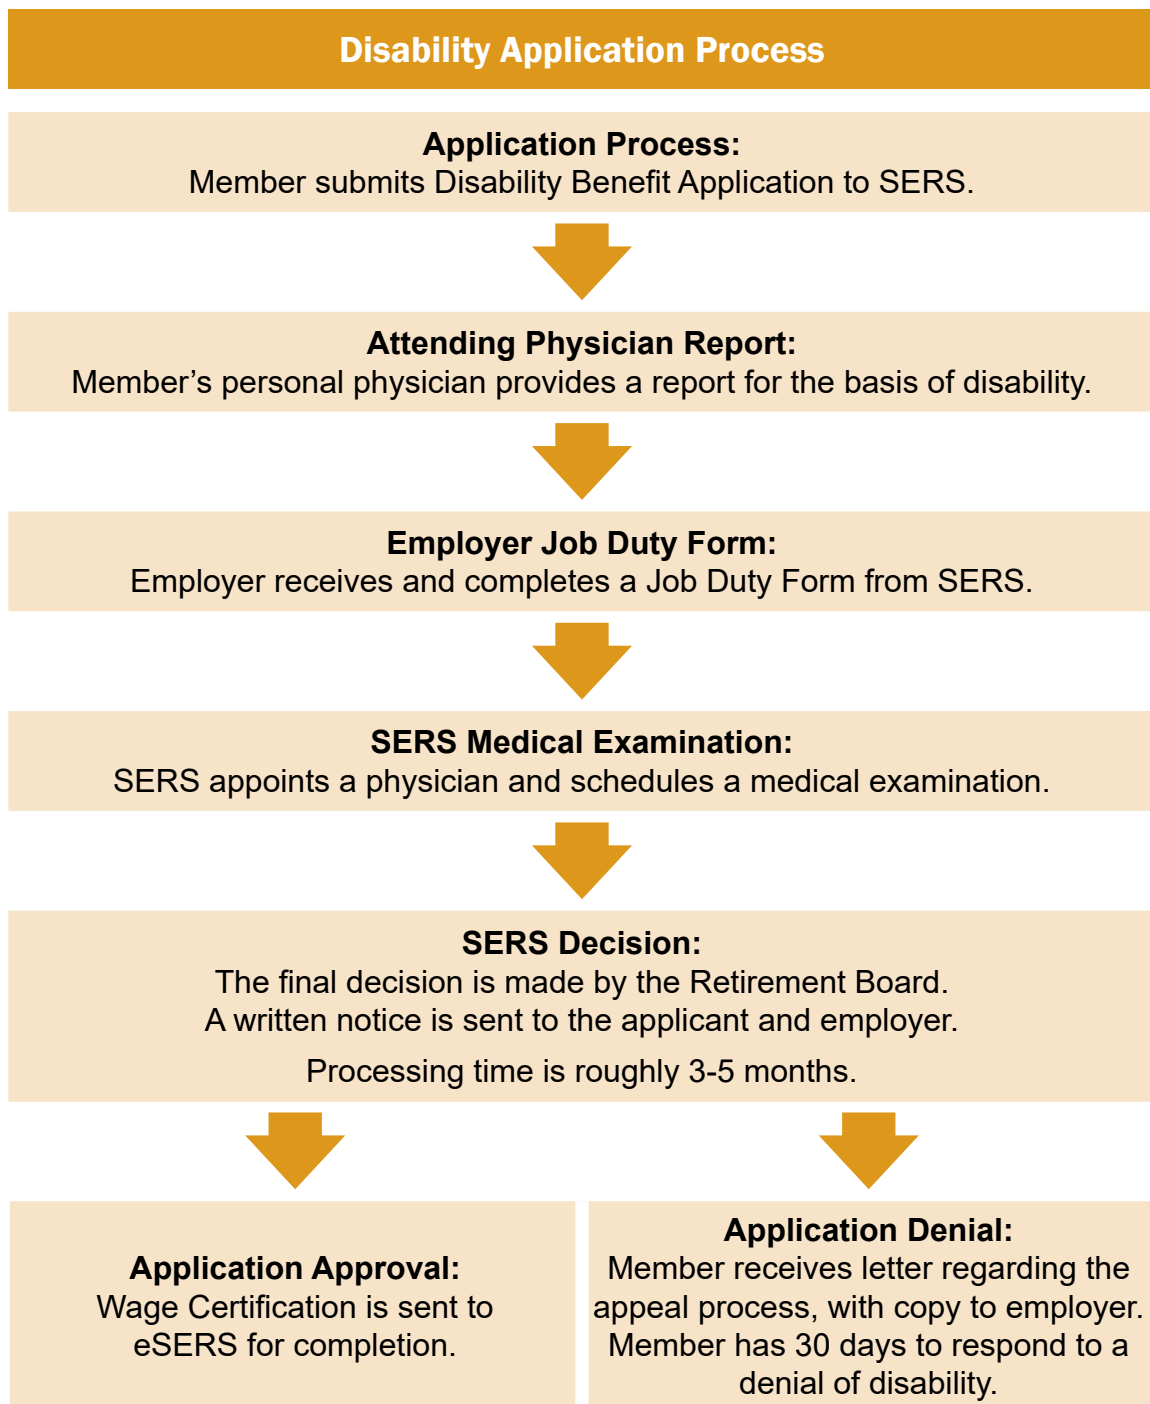 Disability Application Process
Application Process:
Member submits Disability Benefit Application to SERS.
Attending Physician Report:
Member’s personal physician provides a report for the basis of disability.
Employer Job Duty Form:
Employer receives and completes a Job Duty Form from SERS.
SERS Medical Examination:
SERS appoints a physician and schedules a medical examination.
SERS Decision:
The final decision is made by the Retirement Board.
A written notice is sent to the applicant and employer.
Processing time is roughly 3-5 months.
Application Approval:
Wage Certification is sent to
eSERS for completion.
Application Denial:
Member receives letter regarding the
appeal process, with copy to employer.
Member has 30 days to respond to a
denial of disability.